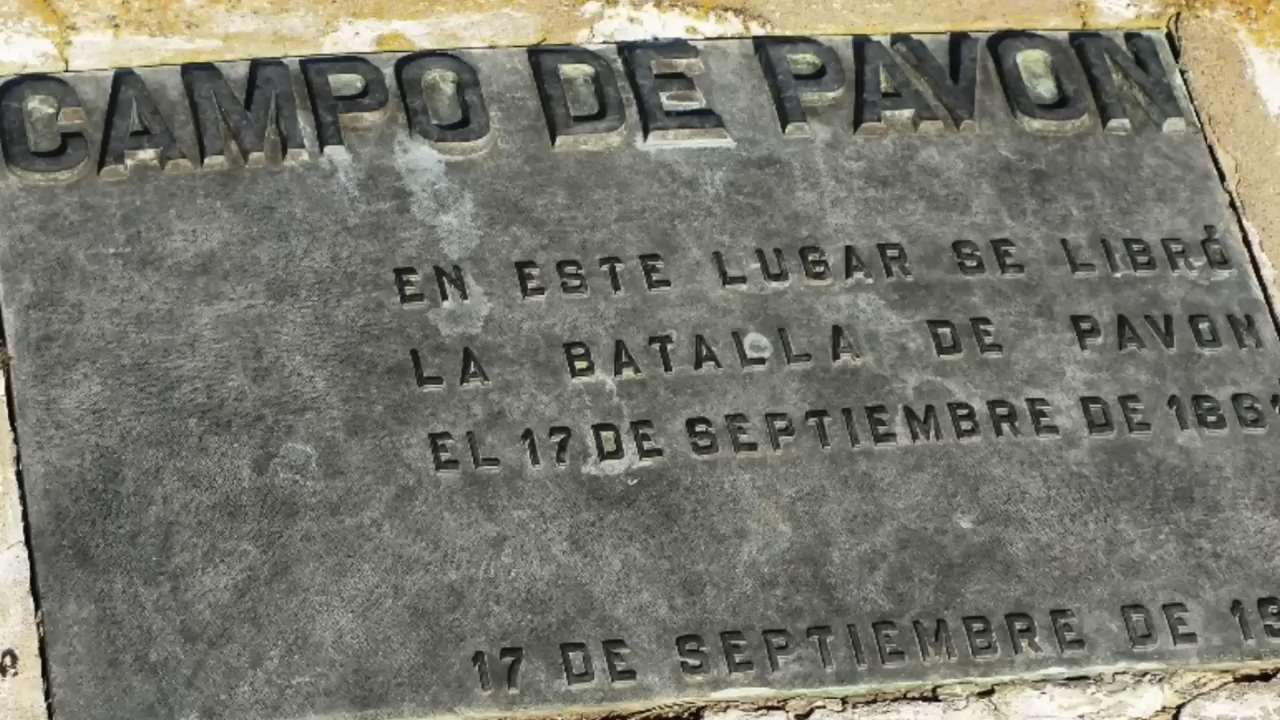 CAMPO DE PAVON
EN ESTE LUGAR SE LIBRÓ
LA BATALLA DE PAVON
EL 17 DE SEPTIEMBRE DE 1861
17 DE SEPTIEMBRE DE